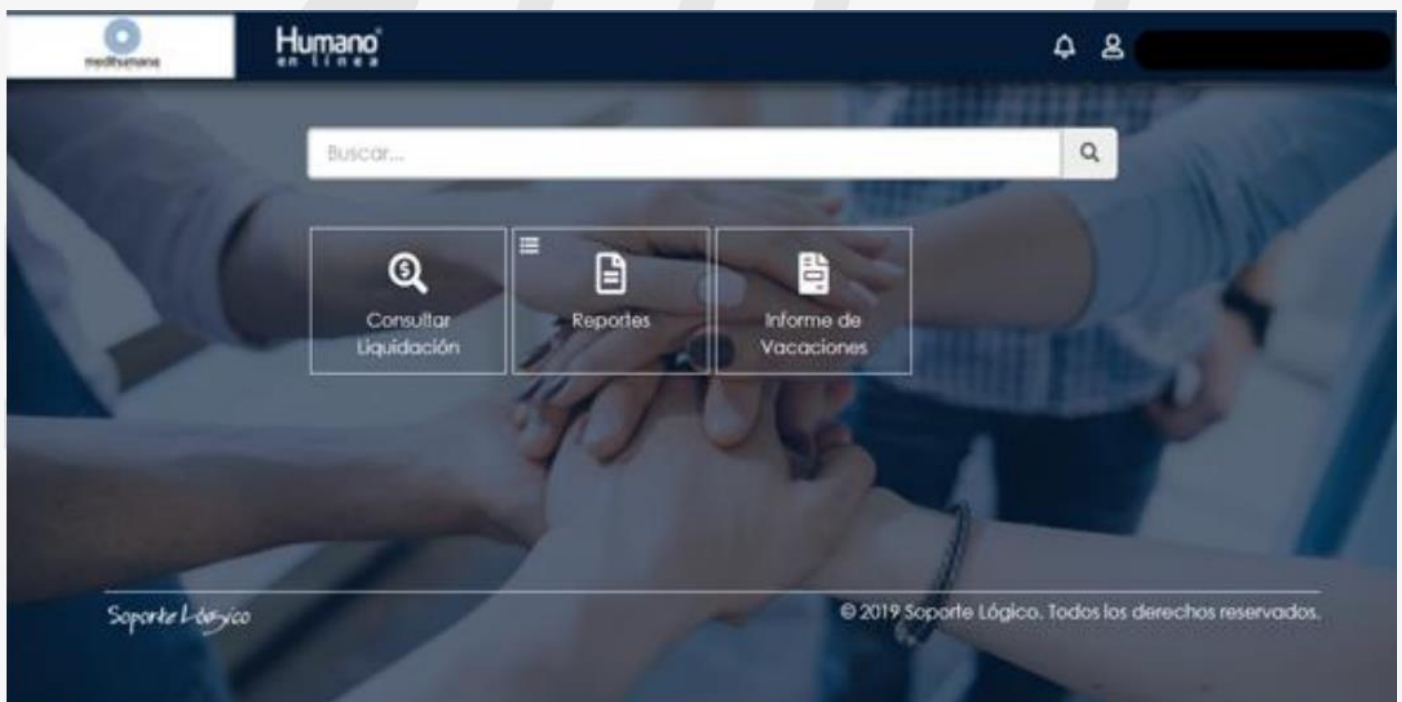 medihumana
Humano
en línea
Buscar...
Consultar
Liquidación
Reportes
Informe de
Vacaciones
Soporte Lógico
© 2019 Soporte Lógico. Todos los derechos reservados.